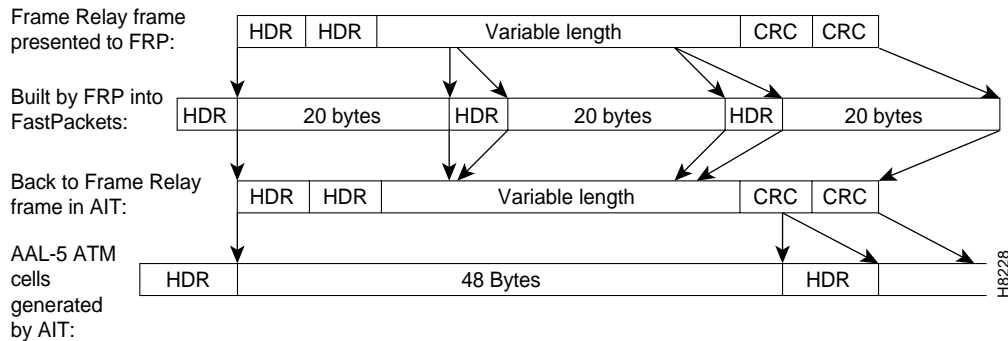 Frame Relay frame
presented to FRP:
HDR HDR Variable length CRC CRC
Built by FRP into
FastPackets:
HDR 20 bytes HDR 20 bytes HDR 20 bytes
Back to Frame Relay
frame in AIT:
HDR HDR Variable length CRC CRC
AAL-5 ATM
cells
generated
by AIT:
HDR 48 Bytes HDR
H8228